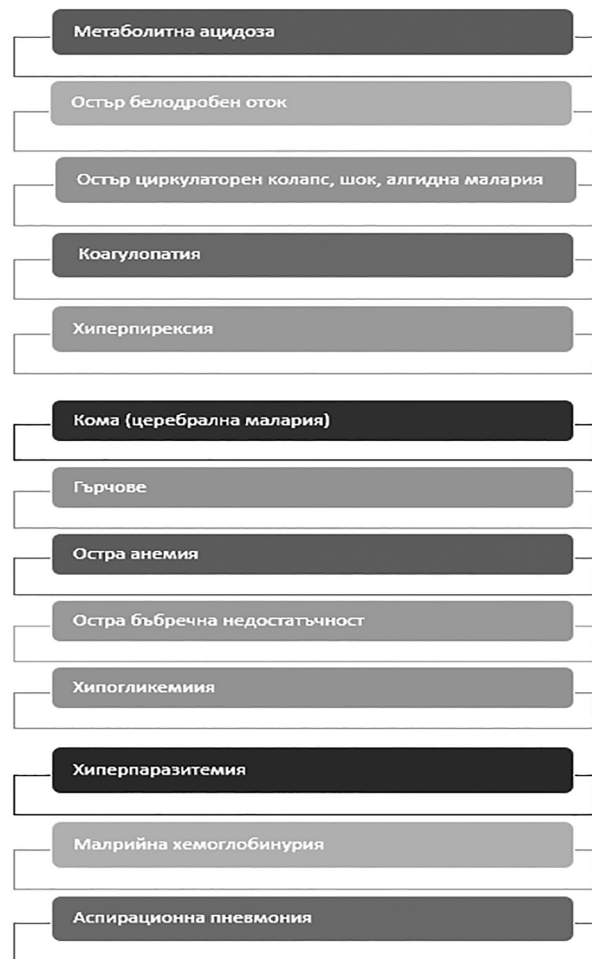 Метаболитна ацидоза
Остър белодробен оток
Остър циркулаторен колапс, шок, алгидна малария
Коагулопатия
Хиперпирексия
Кома (церебрална малария)
Гърчове
Остра анемия
Остра бъбречна недостатъчност
Хипогликемиия
Хиперпаразитемия
Малрийна хемоглобинурия
Аспирационна пневмония